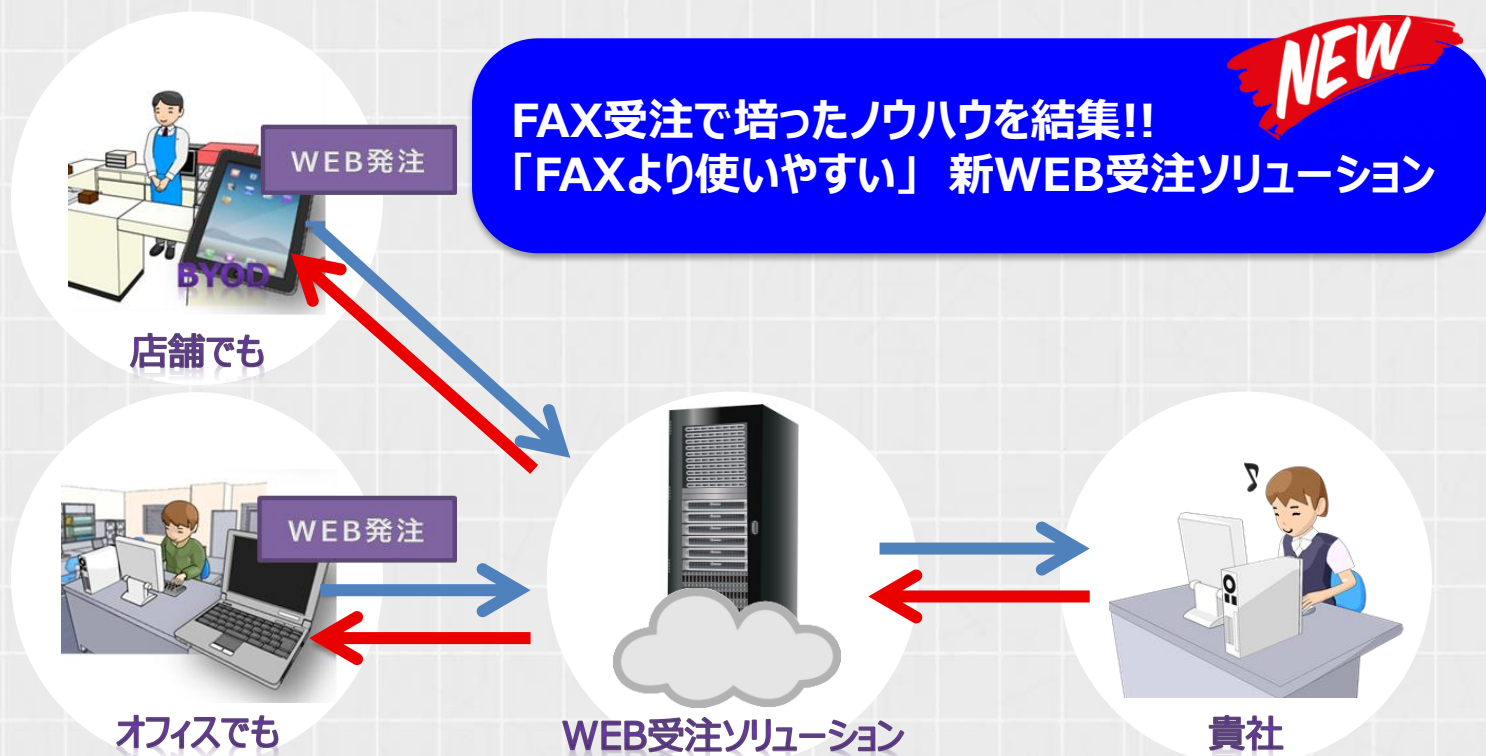 NEW
FAX受注で培ったノウハウを結集!!
「FAXより使いやすい」 新WEB受注ソリューション
WEB発注
BYOD
店舗でも
WEB発注
オフィスでも
WEB受注ソリューション
貴社